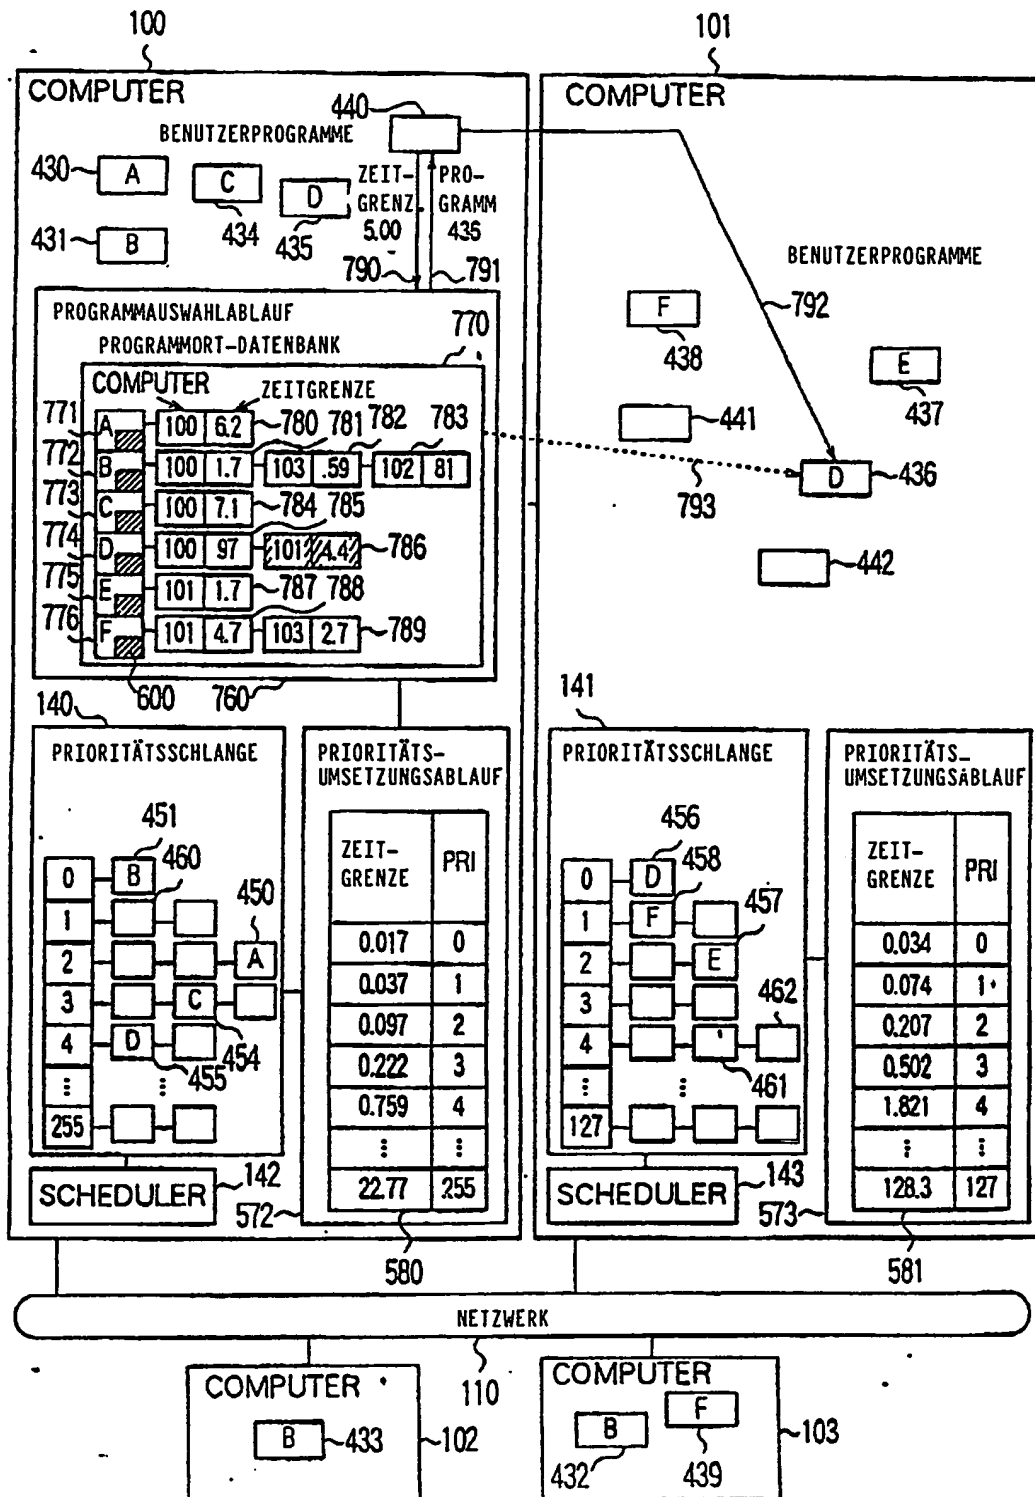 100
101
COMPUTER
COMPUTER
440
BENUTZERPROGRAMME
430
A
C
434
D
435
431
B
ZEIT-
GRENZ.
5.00
PRO-
GRAMM
436
790
791
BENUTZERPROGRAMME
792
F
438
E
437
441
D
436
793
442
PROGRAMMAUSWAHLABLAUF
770
PROGRAMMORT-DATENBANK
COMPUTER
ZEITGRENZE
771
A
100
6.2
780
781
782
783
772
B
100
1.7
103
.59
102
81
773
C
100
7.1
784
785
774
D
100
97
101
4.4
786
775
E
101
1.7
787
788
776
F
101
4.7
103
2.7
789
600
760
140
PRIORITÄTSSCHLANGE
451
460
450
0
B
1
2
A
3
C
4
D
455
454
⋮
⋮
255
SCHEDULER
142
PRIORITÄTS-
UMSETZUNGSABLAUF
ZEIT-
GRENZE
PRI
0.017
0
0.037
1
0.097
2
0.222
3
0.759
4
⋮
⋮
22.77
255
572
580
141
PRIORITÄTSSCHLANGE
456
458
457
0
D
1
F
2
E
3
462
4
461
⋮
⋮
127
SCHEDULER
143
PRIORITÄTS-
UMSETZUNGSABLAUF
ZEIT-
GRENZE
PRI
0.034
0
0.074
1
0.207
2
0.502
3
1.821
4
⋮
⋮
128.3
127
573
581
NETZWERK
110
COMPUTER
B
433
102
COMPUTER
B
432
F
439
103